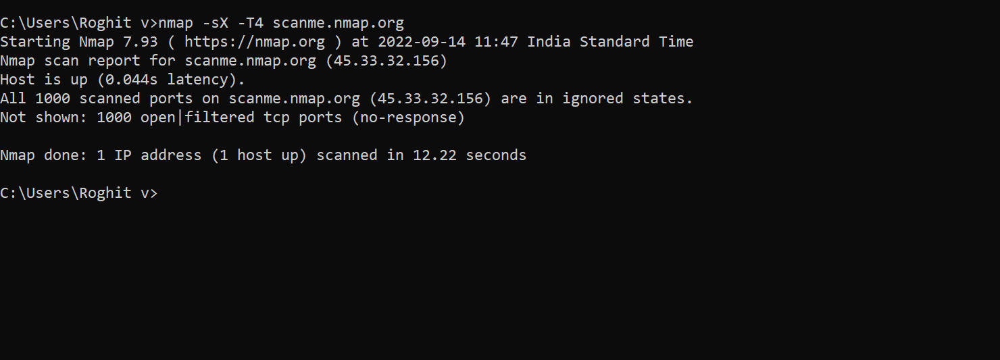 C:\Users\Roghit v>nmap -sX -T4 scanme.nmap.org
Starting Nmap 7.93 ( https://nmap.org ) at 2022-09-14 11:47 India Standard Time
Nmap scan report for scanme.nmap.org (45.33.32.156)
Host is up (0.044s latency).
All 1000 scanned ports on scanme.nmap.org (45.33.32.156) are in ignored states.
Not shown: 1000 open|filtered tcp ports (no-response)
Nmap done: 1 IP address (1 host up) scanned in 12.22 seconds
C:\Users\Roghit v>